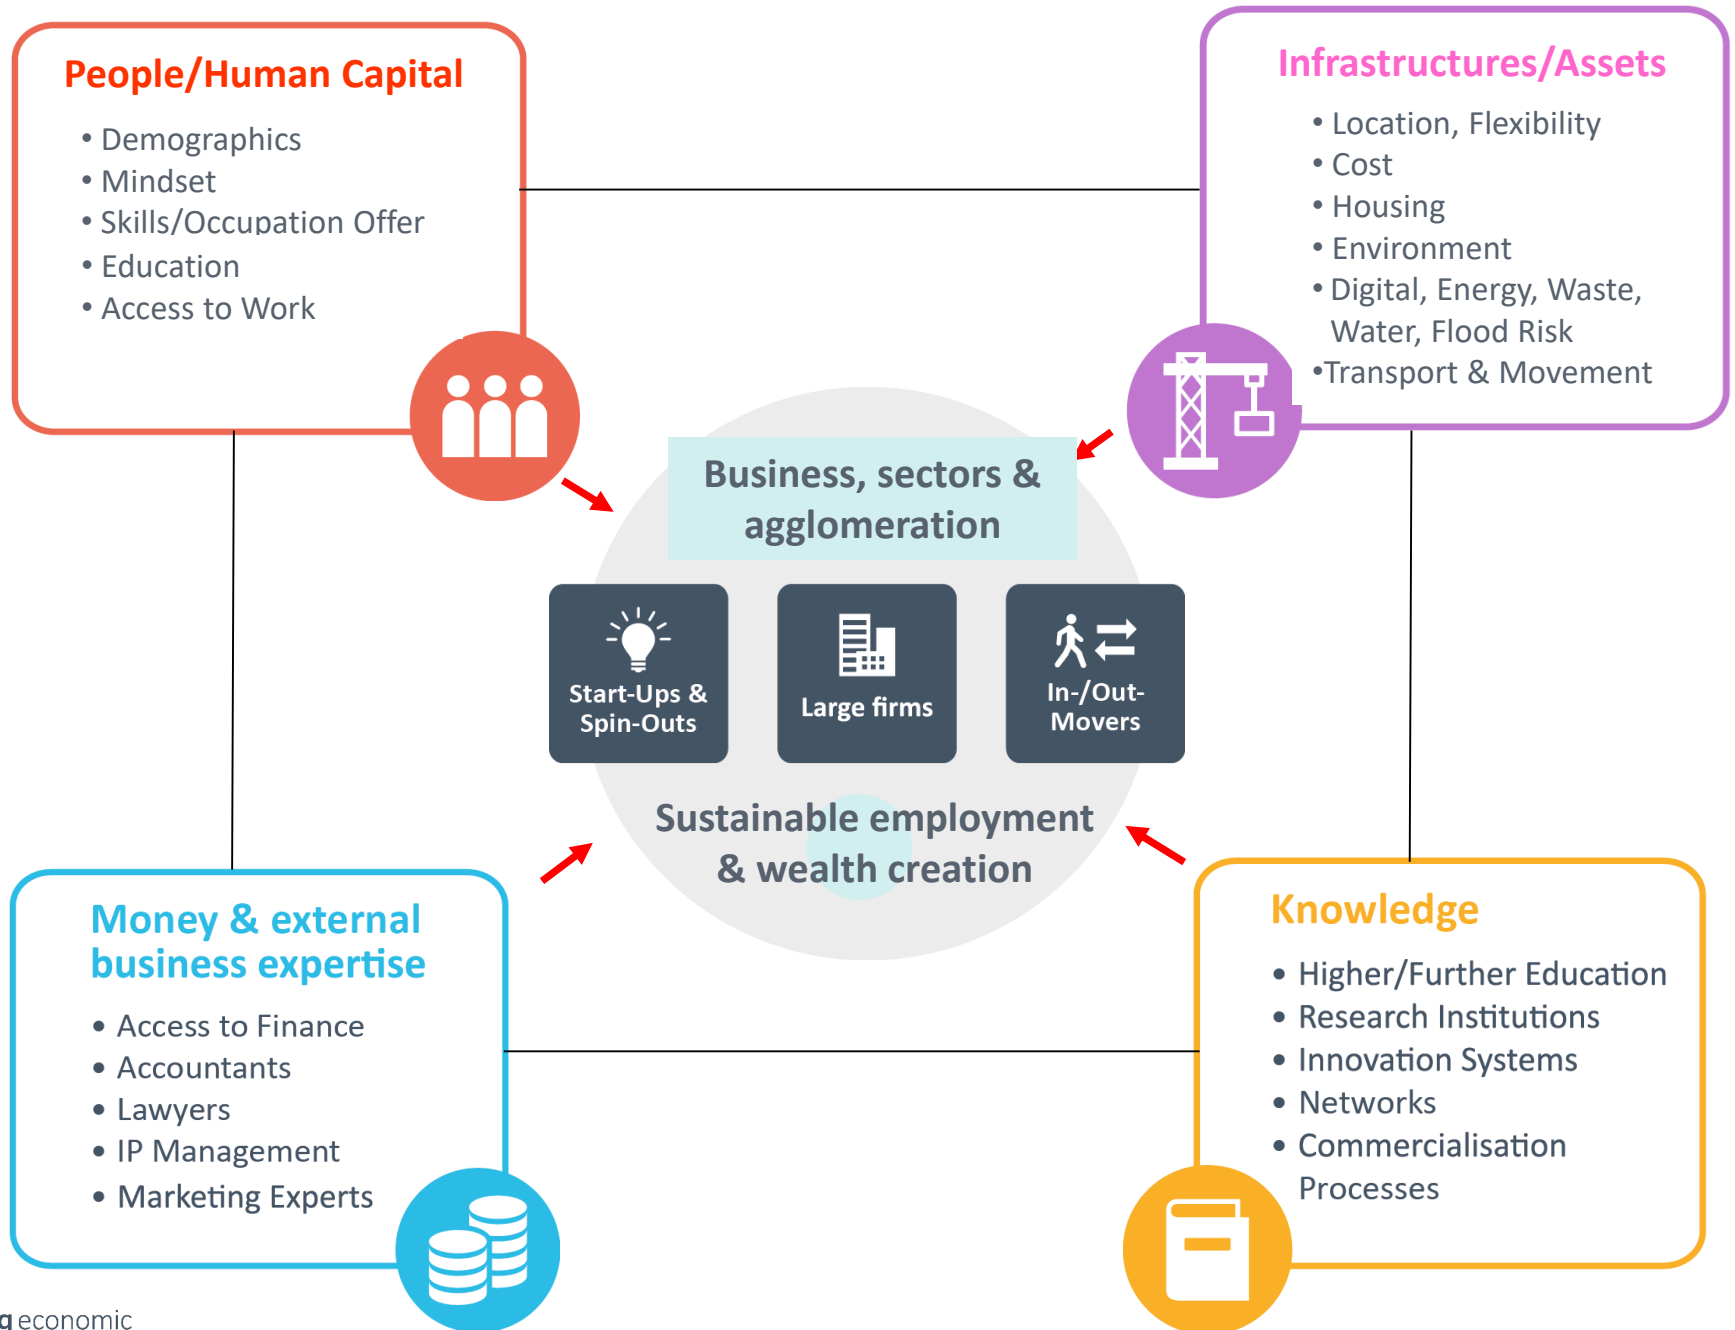 People/Human Capital
• Demographics
• Mindset
• Skills/Occupation Offer
• Education
• Access to Work
Infrastructures/Assets
• Location, Flexibility
• Cost
• Housing
• Environment
• Digital, Energy, Waste,
Water, Flood Risk
•Transport & Movement
Business, sectors &
agglomeration
Start-Ups &
Spin-Outs
Large firms
In-/Out-
Movers
Sustainable employment
& wealth creation
Money & external
business expertise
• Access to Finance
• Accountants
• Lawyers
• IP Management
• Marketing Experts
Knowledge
• Higher/Further Education
• Research Institutions
• Innovation Systems
• Networks
• Commercialisation
Processes
economic